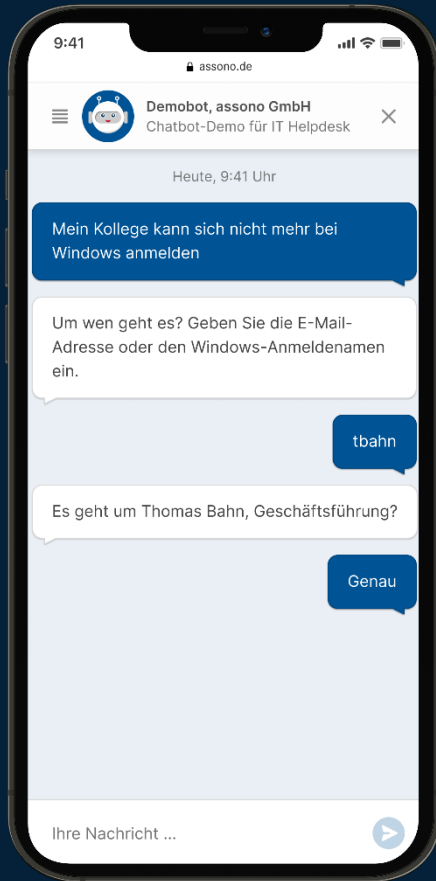 9:41
assono.de
Demobot, assono GmbH
Chatbot-Demo für IT Helpdesk
Heute, 9:41 Uhr
Mein Kollege kann sich nicht mehr bei
Windows anmelden
Um wen geht es? Geben Sie die E-Mail-
Adresse oder den Windows-Anmeldenamen
ein.
tbahn
Es geht um Thomas Bahn, Geschäftsführung?
Genau
Ihre Nachricht ...